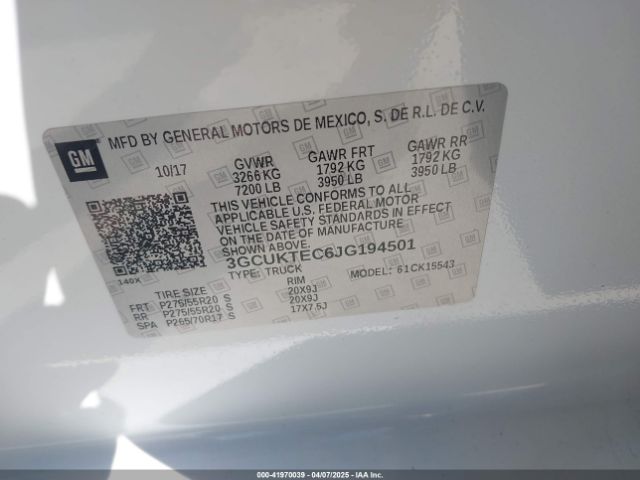 GM
MFD BY GENERAL MOTORS DE MEXICO, S. DE R.L. DE C.V.
10/17 GVWR GAWR FRT GAWR RR
3266 KG 1792 KG 1792 KG
7200 LB 3950 LB 3950 LB
THIS VEHICLE CONFORMS TO ALL
APPLICABLE U.S. FEDERAL MOTOR
VEHICLE SAFETY STANDARDS IN EFFECT
ON THE DATE OF MANUFACTURE
SHOWN ABOVE.
3GCUKTEC6JG194501
TYPE: TRUCK MODEL: 61CK15543
140X
TIRE SIZE RIM
FRT P275/55R20 S 20X9J
RR P275/55R20 S 20X9J
SPA P265/70R17 S 17X7.5J
000-41970039 - 04/07/2025 - IAA Inc.